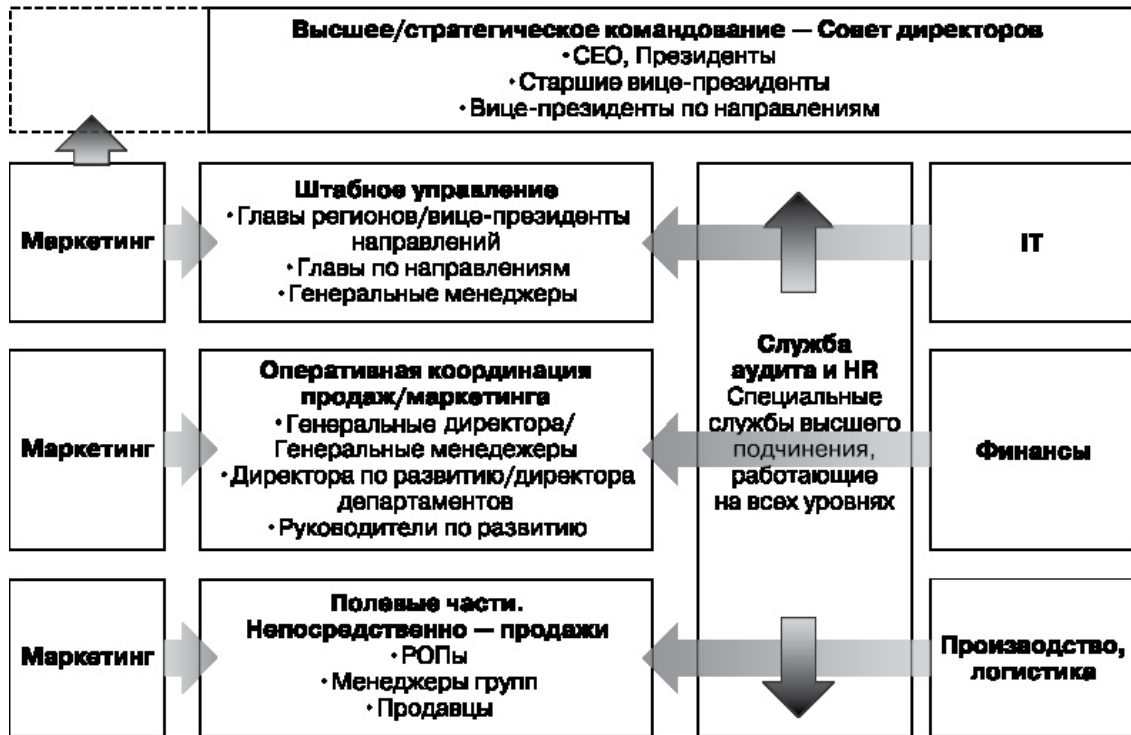 Высшее/стратегическое командование — Совет директоров
• CEO, Президенты
• Старшие вице-президенты
• Вице-президенты по направлениям
Маркетинг
Штабное управление
• Главы регионов/вице-президенты
направлений
• Главы по направлениям
• Генеральные менеджеры
IT
Маркетинг
Оперативная координация
продаж/маркетинга
• Генеральные директора/
Генеральные менедежеры
• Директора по развитию/директора
департаментов
• Руководители по развитию
Служба
аудита и HR
Специальные
службы высшего
подчинения,
работающие
на всех уровнях
Финансы
Маркетинг
Полевые части.
Непосредственно — продажи
• РОПы
• Менеджеры групп
• Продавцы
Производство,
логистика